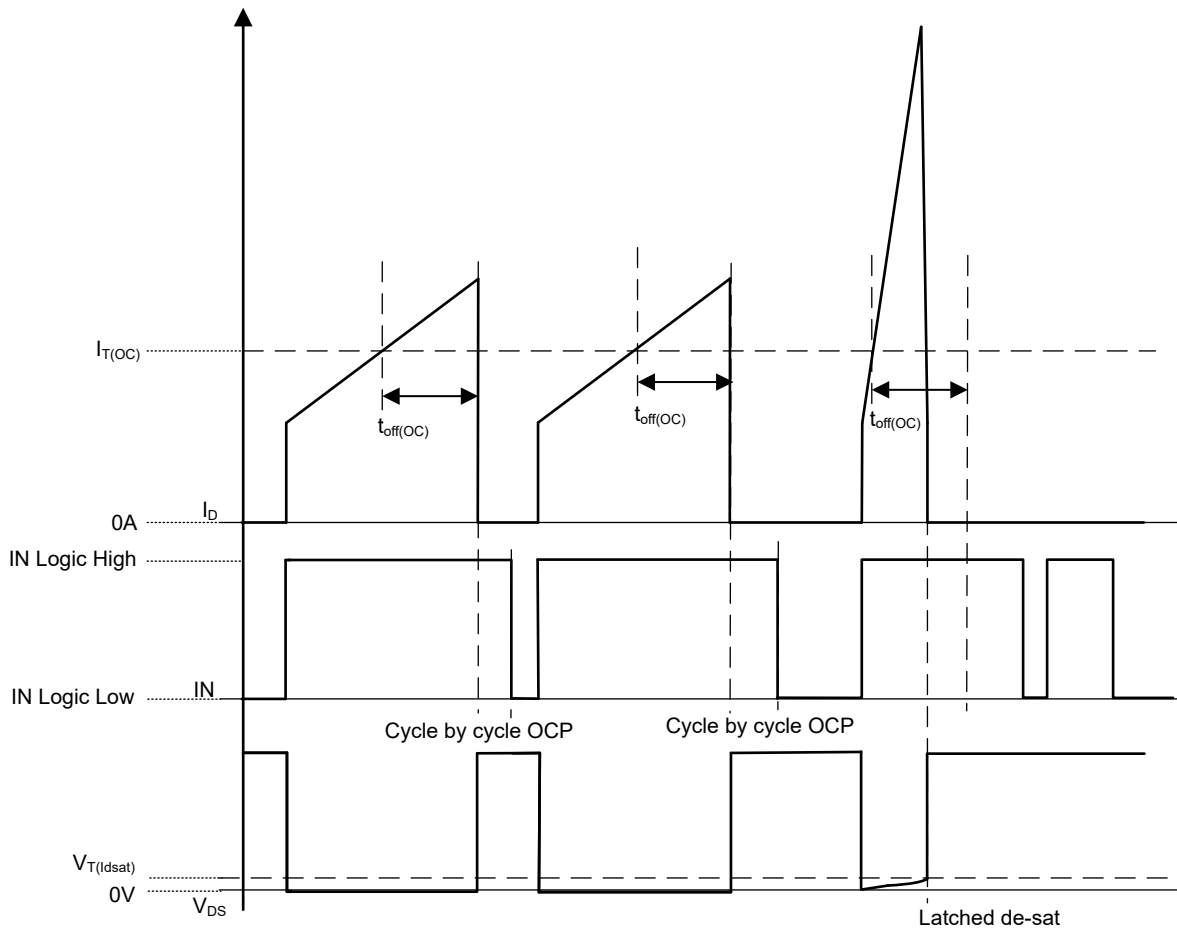 I_T(OC)
t_off(OC)
t_off(OC)
t_off(OC)
0A
I_D
IN Logic High
IN Logic Low
IN
Cycle by cycle OCP
Cycle by cycle OCP
V_T(Idsat)
0V
V_DS
Latched de-sat